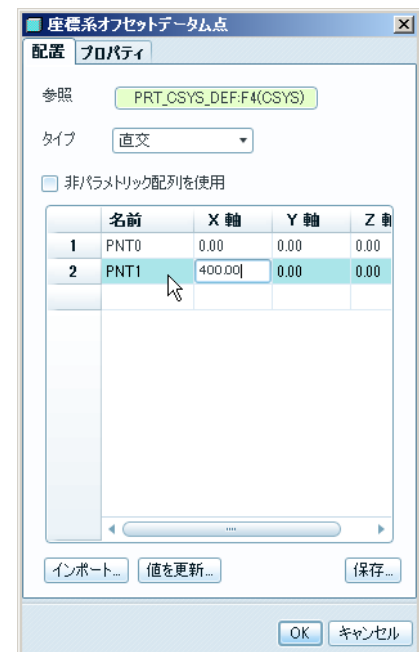 座標系オフセットデータム点
配置 プロパティ
参照 PRT_CSYS_DEF:F4(CSYS)
タイプ 直交
非パラメトリック配列を使用
名前 X 軸 Y 軸 Z 軸
1 PNT0 0.00 0.00 0.00
2 PNT1 400.00 0.00 0.00
インポート... 値を更新... 保存...
OK キャンセル